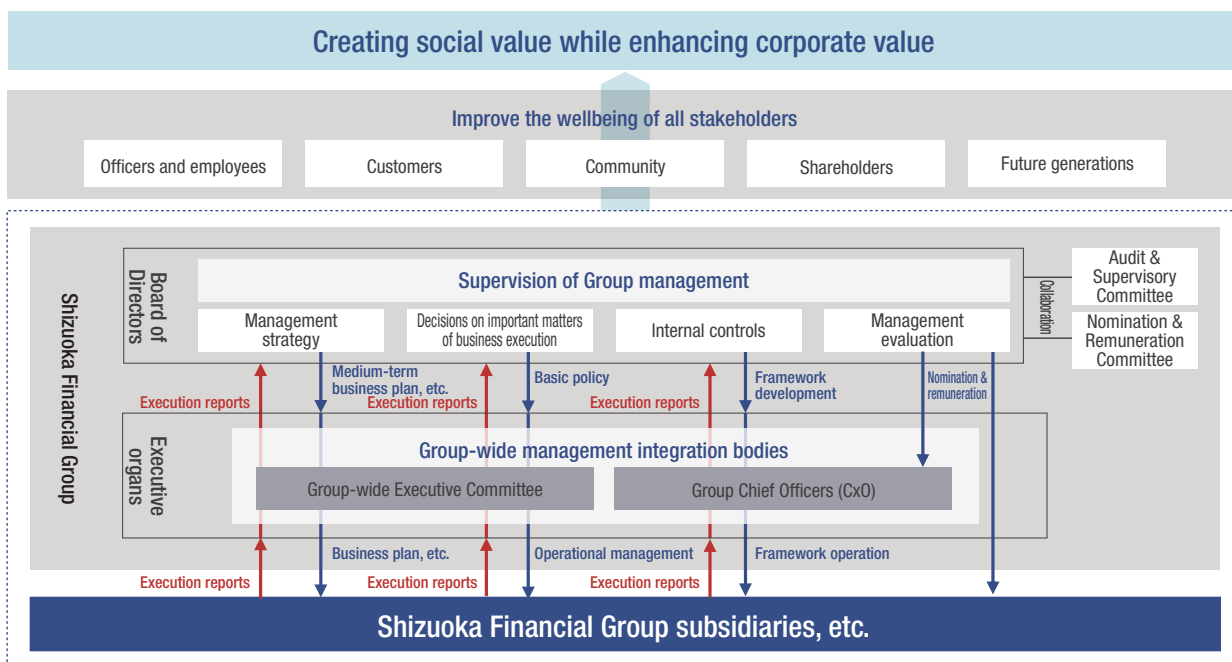 Creating social value while enhancing corporate value
Improve the wellbeing of all stakeholders
Officers and employees
Customers
Community
Shareholders
Future generations
Shizuoka Financial Group
Board of
Directors
Supervision of Group management
Management
strategy
Decisions on important matters
of business execution
Internal controls
Management
evaluation
Collaboration
Audit &
Supervisory
Committee
Nomination &
Remuneration
Committee
Execution reports
Medium-term
business plan, etc.
Execution reports
Basic policy
Execution reports
Framework
development
Nomination &
remuneration
Executive
organs
Group-wide management integration bodies
Group-wide Executive Committee
Group Chief Officers (CxO)
Execution reports
Business plan, etc.
Execution reports
Operational management
Execution reports
Framework operation
Shizuoka Financial Group subsidiaries, etc.